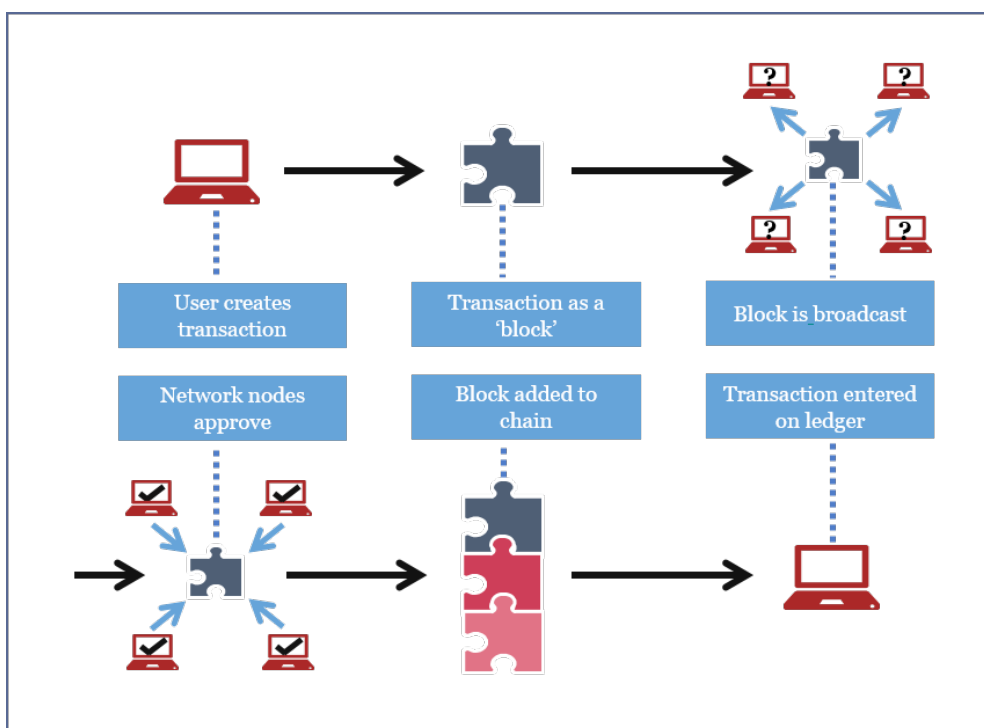 ?
?
?
?
User creates
transaction
Transaction as a
‘block’
Block is broadcast
Network nodes
approve
Block added to
chain
Transaction entered
on ledger